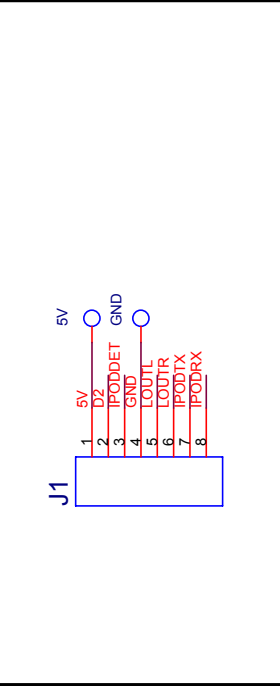 5V
GND
5V
D2
IPODDET
GND
LOUTL
LOUTR
IPODTX
IPODRX
1
2
3
4
5
6
7
8
J1